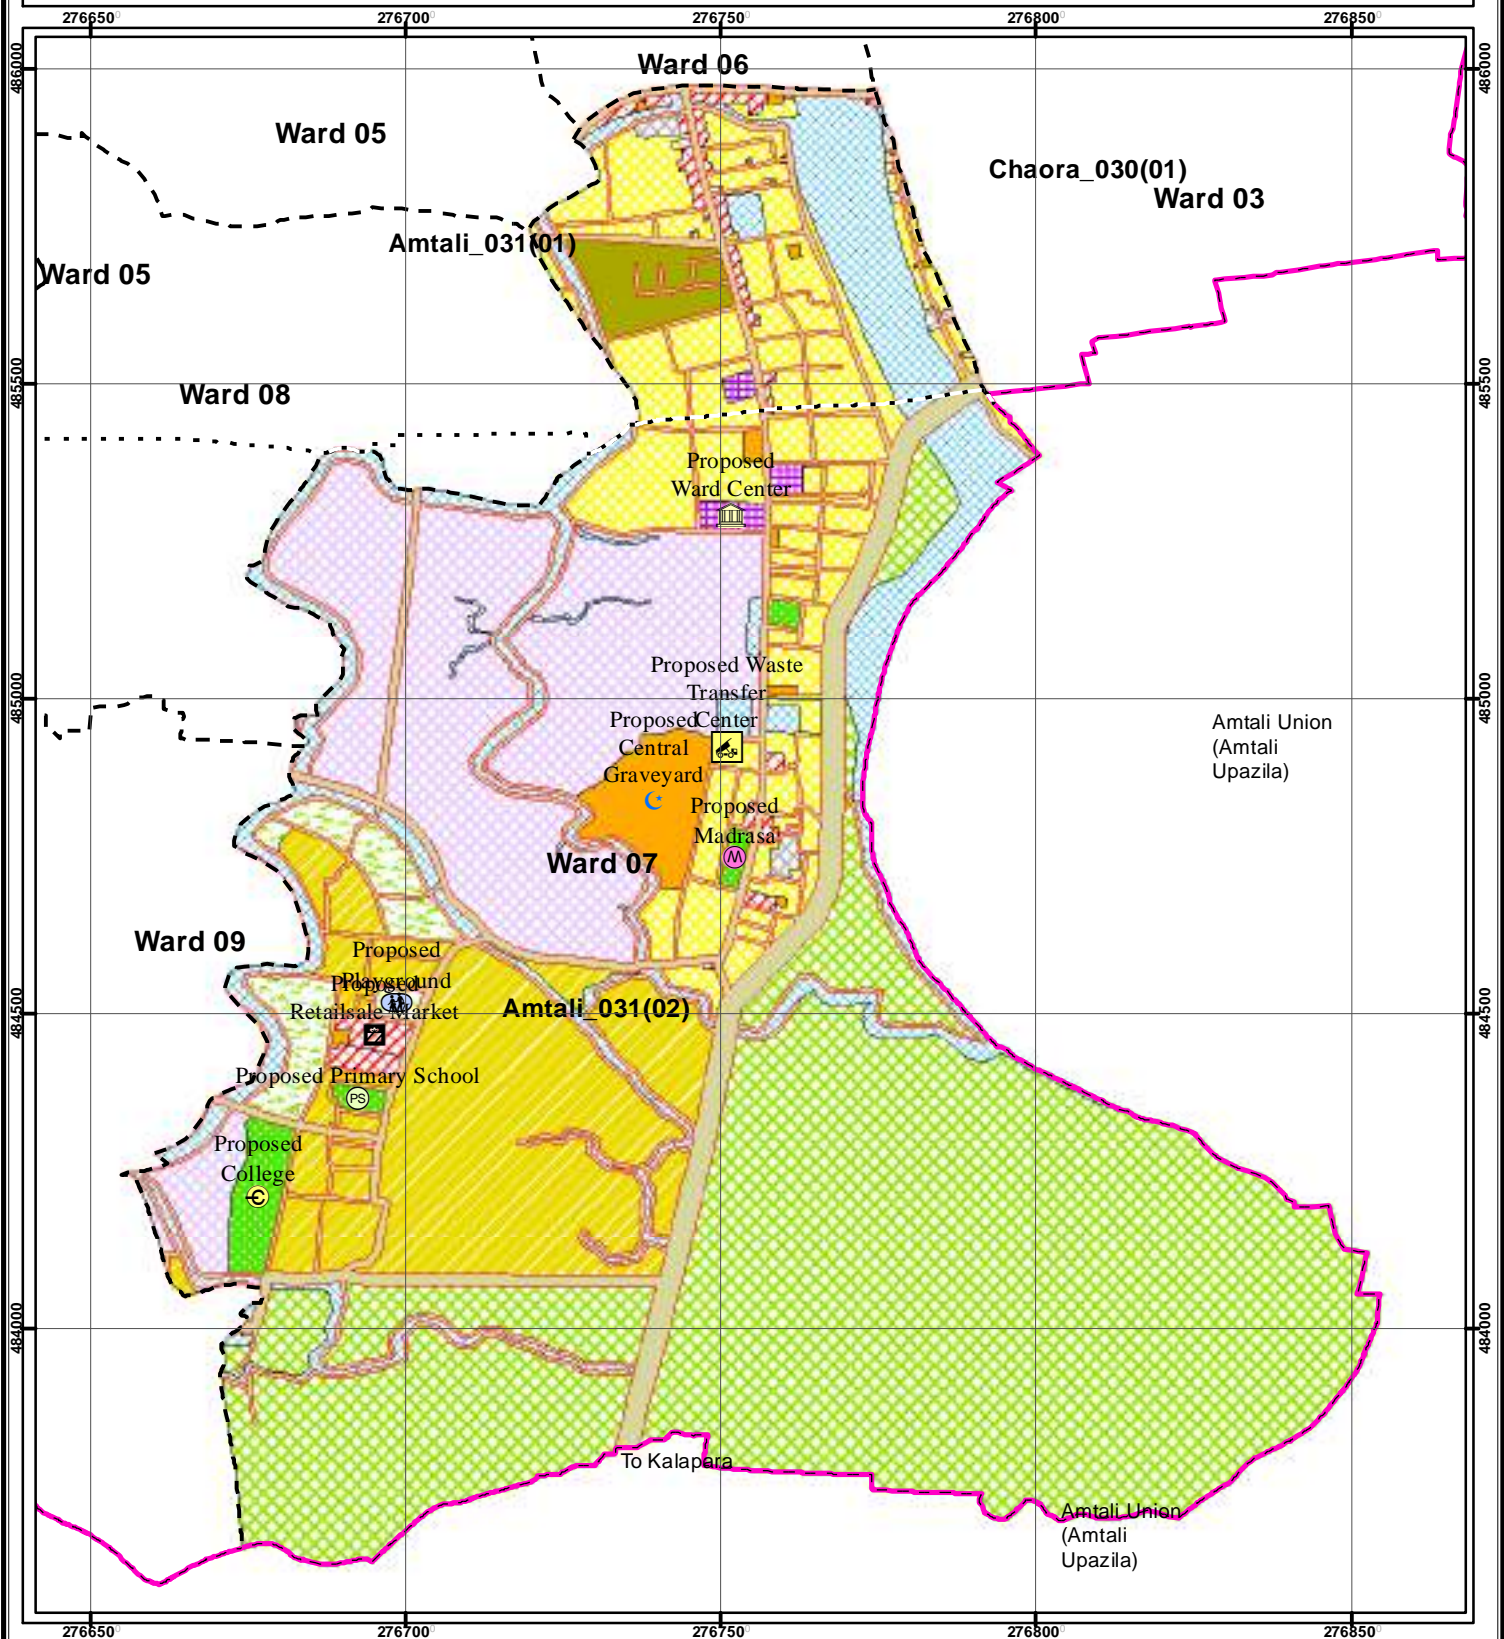 276650
276700
276750
276800
276850
486000
486000
Ward 06
Ward 05
Chaora_030(01)
Ward 03
Amtali_031(01)
Ward 05
485500
485500
Ward 08
Proposed
Ward Center
Proposed Waste
Transfer
Center
485000
485000
Proposed
Central
Graveyard
Amtali Union
(Amtali
Upazila)
Proposed
Madrasa
M
Ward 07
Ward 09
Proposed
Playground
Proposed
Retailsale Market
Amtali_031(02)
484500
484500
Proposed Primary School
PS
Proposed
College
C
484000
484000
To Kalapara
Amtali Union
(Amtali
Upazila)
276650
276700
276750
276800
276850